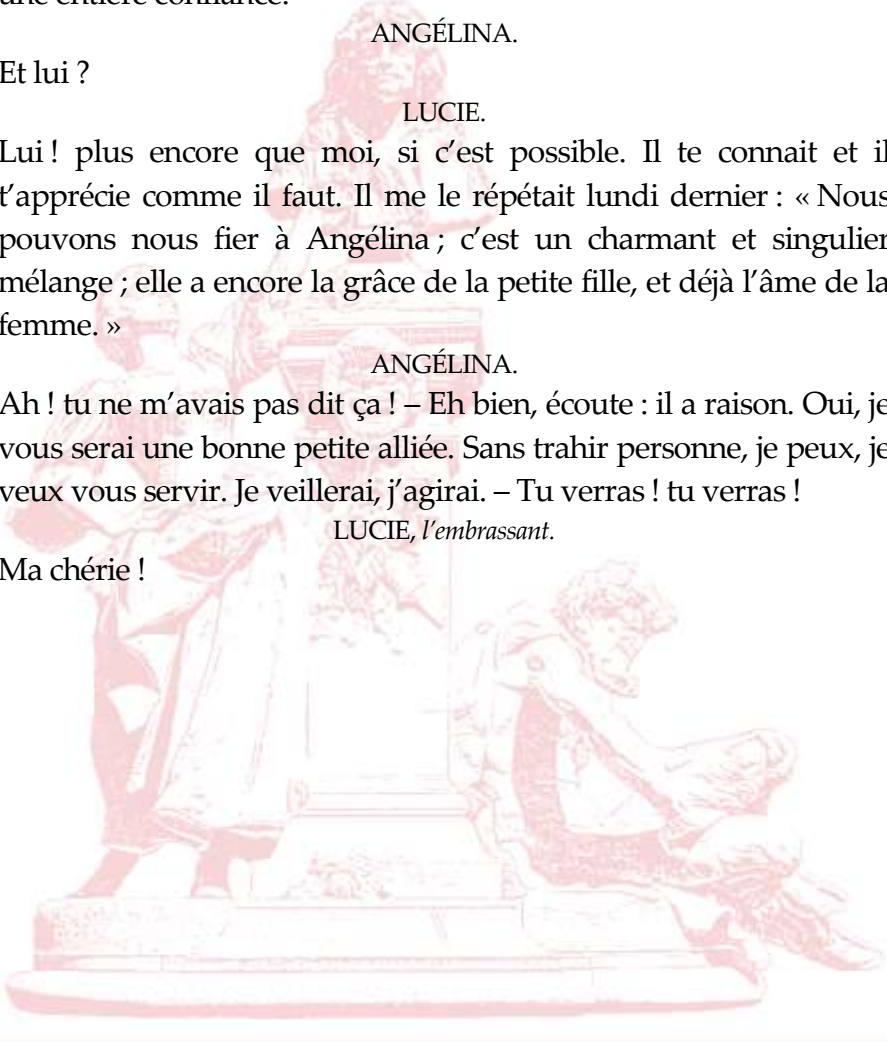 une entière confiance.
ANGÉLINA.
Et lui ?
LUCIE.
Lui ! plus encore que moi, si c’est possible. Il te connait et il
t’apprécie comme il faut. Il me le répétait lundi dernier : « Nous
pouvons nous fier à Angélina ; c’est un charmant et singulier
mélange ; elle a encore la grâce de la petite fille, et déjà l’âme de la
femme. »
ANGÉLINA.
Ah ! tu ne m’avais pas dit ça ! – Eh bien, écoute : il a raison. Oui, je
vous serai une bonne petite alliée. Sans trahir personne, je peux, je
veux vous servir. Je veillerai, j’agirai. – Tu verras ! tu verras !
LUCIE, l’embrassant.
Ma chérie !